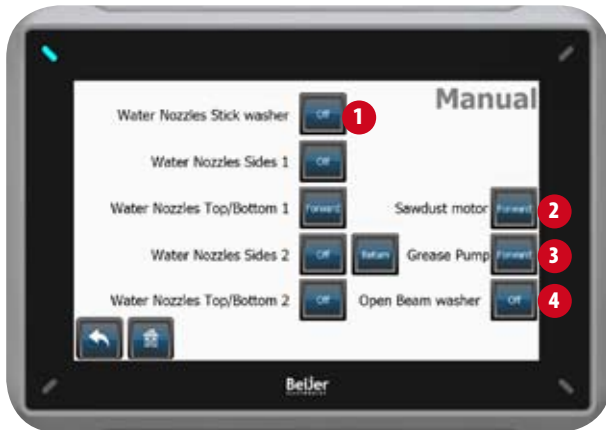 Manual
Water Nozzles Stick washer Off 1
Water Nozzles Sides 1 Off
Water Nozzles Top/Bottom 1 Forward Sawdust motor Forward 2
Water Nozzles Sides 2 Off Return Grease Pump Forward 3
Water Nozzles Top/Bottom 2 Off Open Beam washer Off 4
Beijer
ELECTRONICS